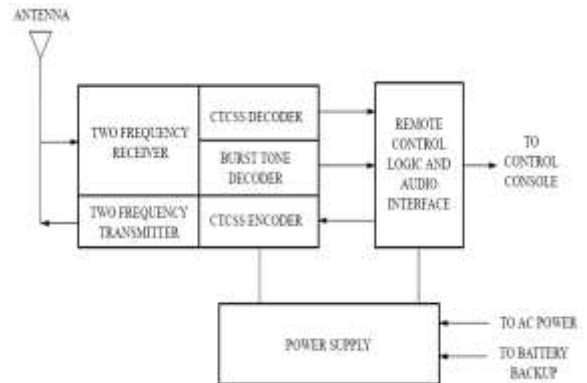 ANTENNA
TWO FREQUENCY
RECEIVER
CTCSS DECODER
BURST TONE
DECODER
TWO FREQUENCY
TRANSMITTER
CTCSS ENCODER
REMOTE
CONTROL
LOGIC AND
AUDIO
INTERFACE
TO
CONTROL
CONSOLE
POWER SUPPLY
TO AC POWER
TO BATTERY
BACKUP